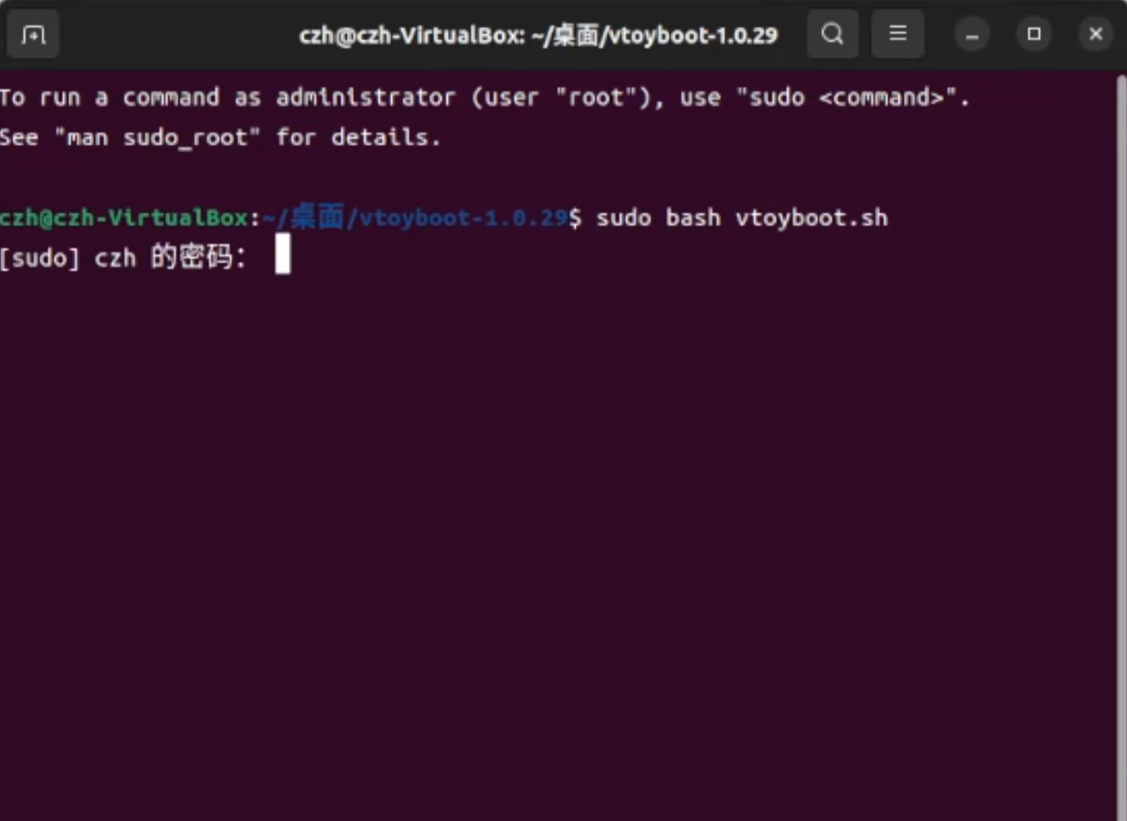 czh@czh-VirtualBox: ~/桌面/vtoyboot-1.0.29
To run a command as administrator (user "root"), use "sudo <command>".
See "man sudo_root" for details.
czh@czh-VirtualBox:~/桌面/vtoyboot-1.0.29$ sudo bash vtoyboot.sh
[sudo] czh 的密码：